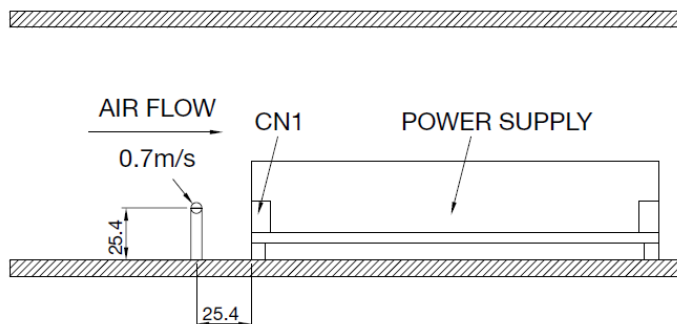 AIR FLOW
0.7m/s
CN1
POWER SUPPLY
25.4
25.4